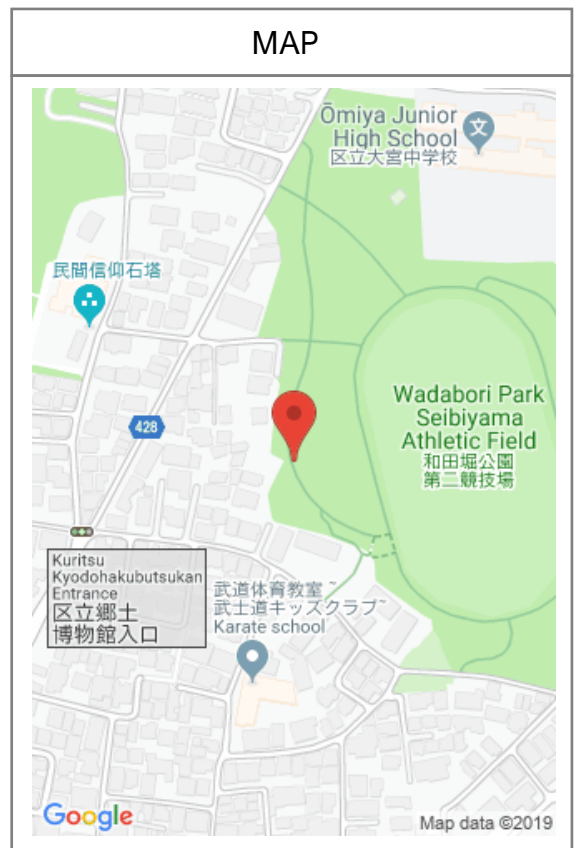 MAP
Ōmiya Junior
High School
区立大宮中学校
民間信仰石塔
Wadabori Park
Seibiyama
Athletic Field
和田堀公園
第二競技場
428
Kuritsu
Kyodohakubutsukan
Entrance
区立郷土
博物館入口
武道体育教室 ~
武士道キッズクラブ~
Karate school
Google
Map data ©2019